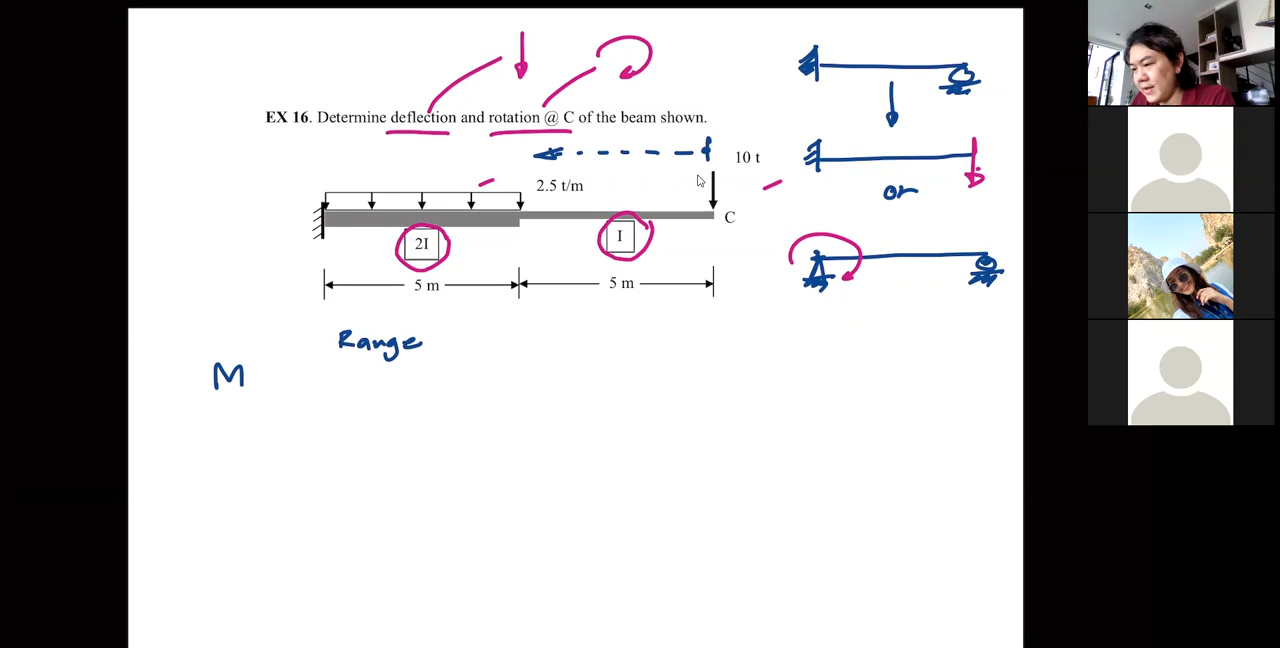 EX 16. Determine deflection and rotation @ C of the beam shown.
10 t
2.5 t/m
or
C
2I
I
5 m
5 m
Range
M